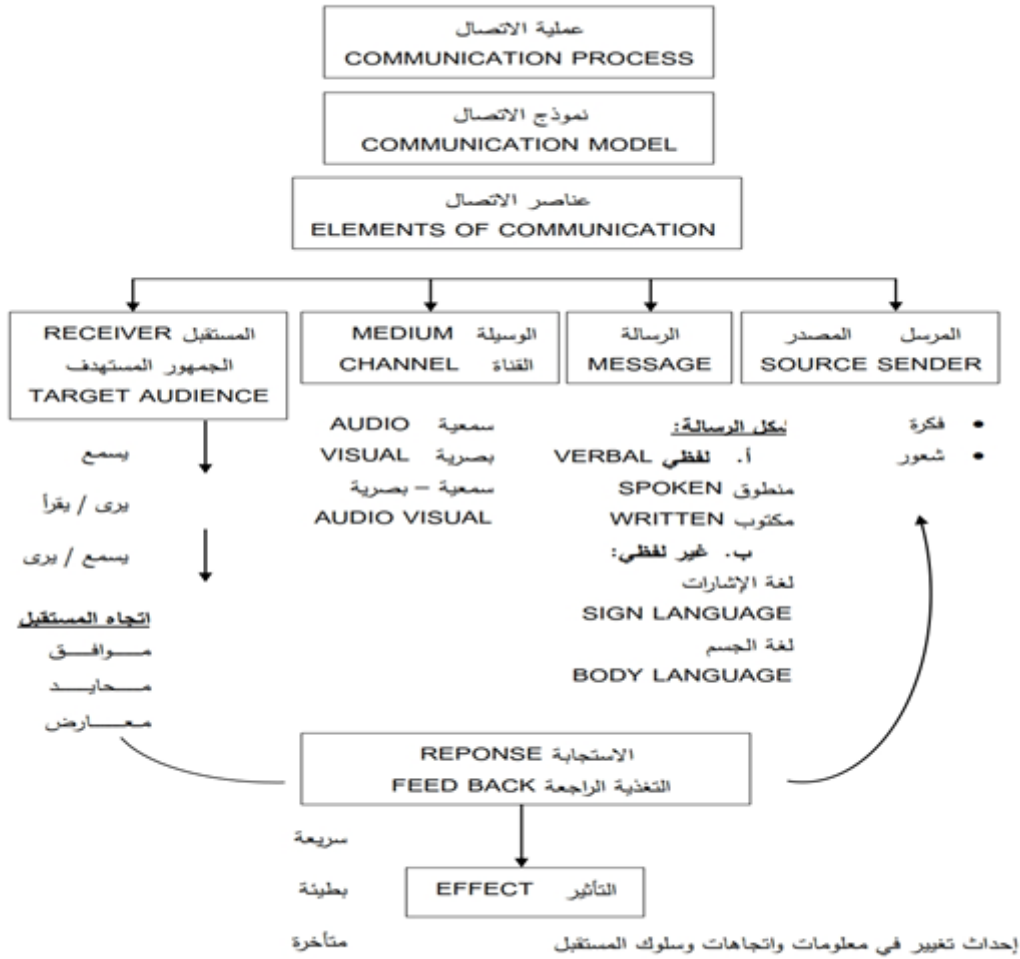 عملية الاتصال
COMMUNICATION PROCESS
نموذج الاتصال
COMMUNICATION MODEL
عناصر الاتصال
ELEMENTS OF COMMUNICATION
المرسل المصدر
SOURCE SENDER
• فكرة
• شعور
الرسالة
MESSAGE
شكل الرسالة:
أ. لفظي VERBAL
منطوق SPOKEN
مكتوب WRITTEN
ب. غير لفظي:
لغة الإشارات
SIGN LANGUAGE
لغة الجسم
BODY LANGUAGE
الوسيلة MEDIUM
القناة CHANNEL
سمعية AUDIO
بصرية VISUAL
سمعية – بصرية
AUDIO VISUAL
المستقبل RECEIVER
الجمهور المستهدف
TARGET AUDIENCE
يسمع
يرى / يقرأ
يسمع / يرى
اتجاه المستقبل
مـــوافـــق
مـــحايـــد
مـعـــارض
الاستجابة REPONSE
التغذية الراجعة FEED BACK
سريعة
بطيئة
متأخرة
التأثير EFFECT
إحداث تغيير في معلومات واتجاهات وسلوك المستقبل